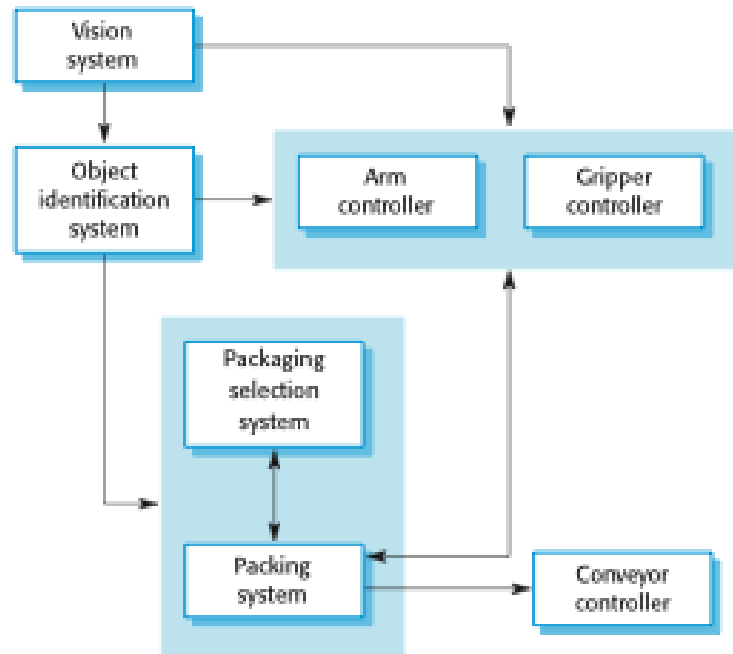 Vision
system
Object
identification
system
Arm
controller
Gripper
controller
Packaging
selection
system
Packing
system
Conveyor
controller